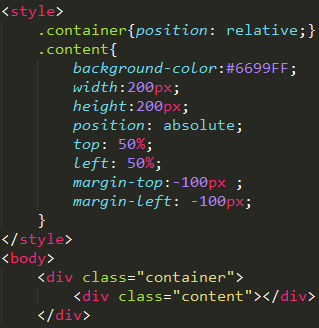 <style>
    .container{position: relative;}
    .content{
        background-color:#6699FF;
        width:200px;
        height:200px;
        position: absolute;
        top: 50%;
        left: 50%;
        margin-top:-100px ;
        margin-left: -100px;
    }
</style>
<body>
    <div class="container">
        <div class="content"></div>
    </div>